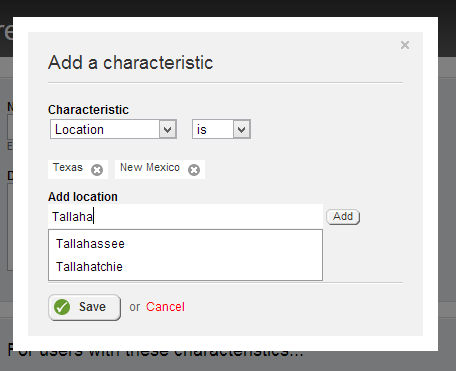 ×
Add a characteristic
Characteristic
Location is
Texas New Mexico
Add location
Tallaha Add
Tallahassee
Tallahatchie
Save or Cancel
For users with these characteristics...